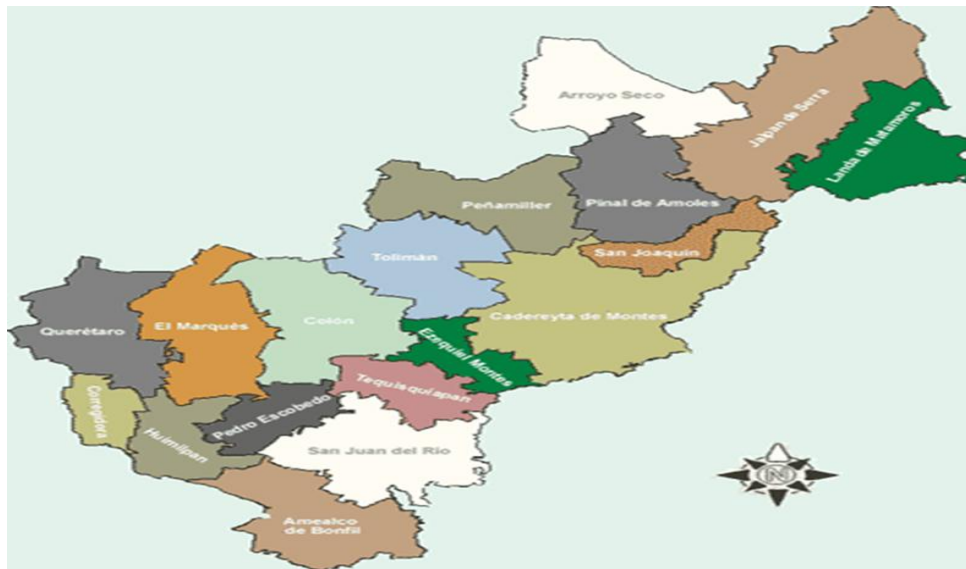 Arroyo Seco
Jalpan de Serra
Landa de Matamoros
Peñamiller
Pinal de Amoles
San Joaquín
Tolimán
Cadereyta de Montes
Querétaro
El Marqués
Colón
Ezequiel Montes
Tequisquiapan
Corregidora
Huimilpan
Pedro Escobedo
San Juan del Río
Amealco
de Bonfil
N